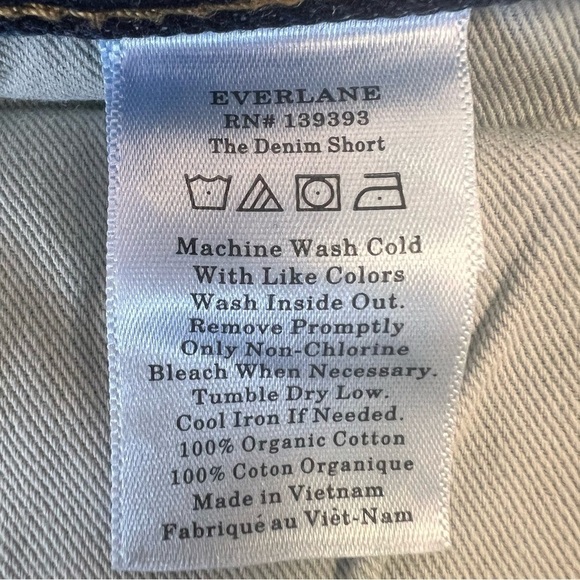 EVERLANE
RN# 139393
The Denim Short
Machine Wash Cold
With Like Colors
Wash Inside Out.
Remove Promptly
Only Non-Chlorine
Bleach When Necessary.
Tumble Dry Low.
Cool Iron If Needed.
100% Organic Cotton
100% Coton Organique
Made in Vietnam
Fabriqué au Viêt-Nam